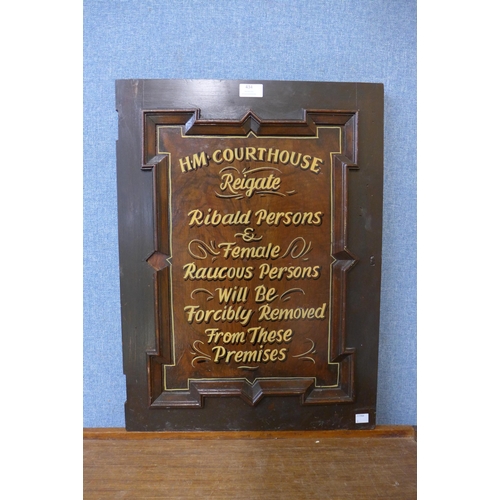 H·M· COURTHOUSE
Reigate
Ribald Persons
&
Female
Raucous Persons
Will Be
Forcibly Removed
From These
Premises